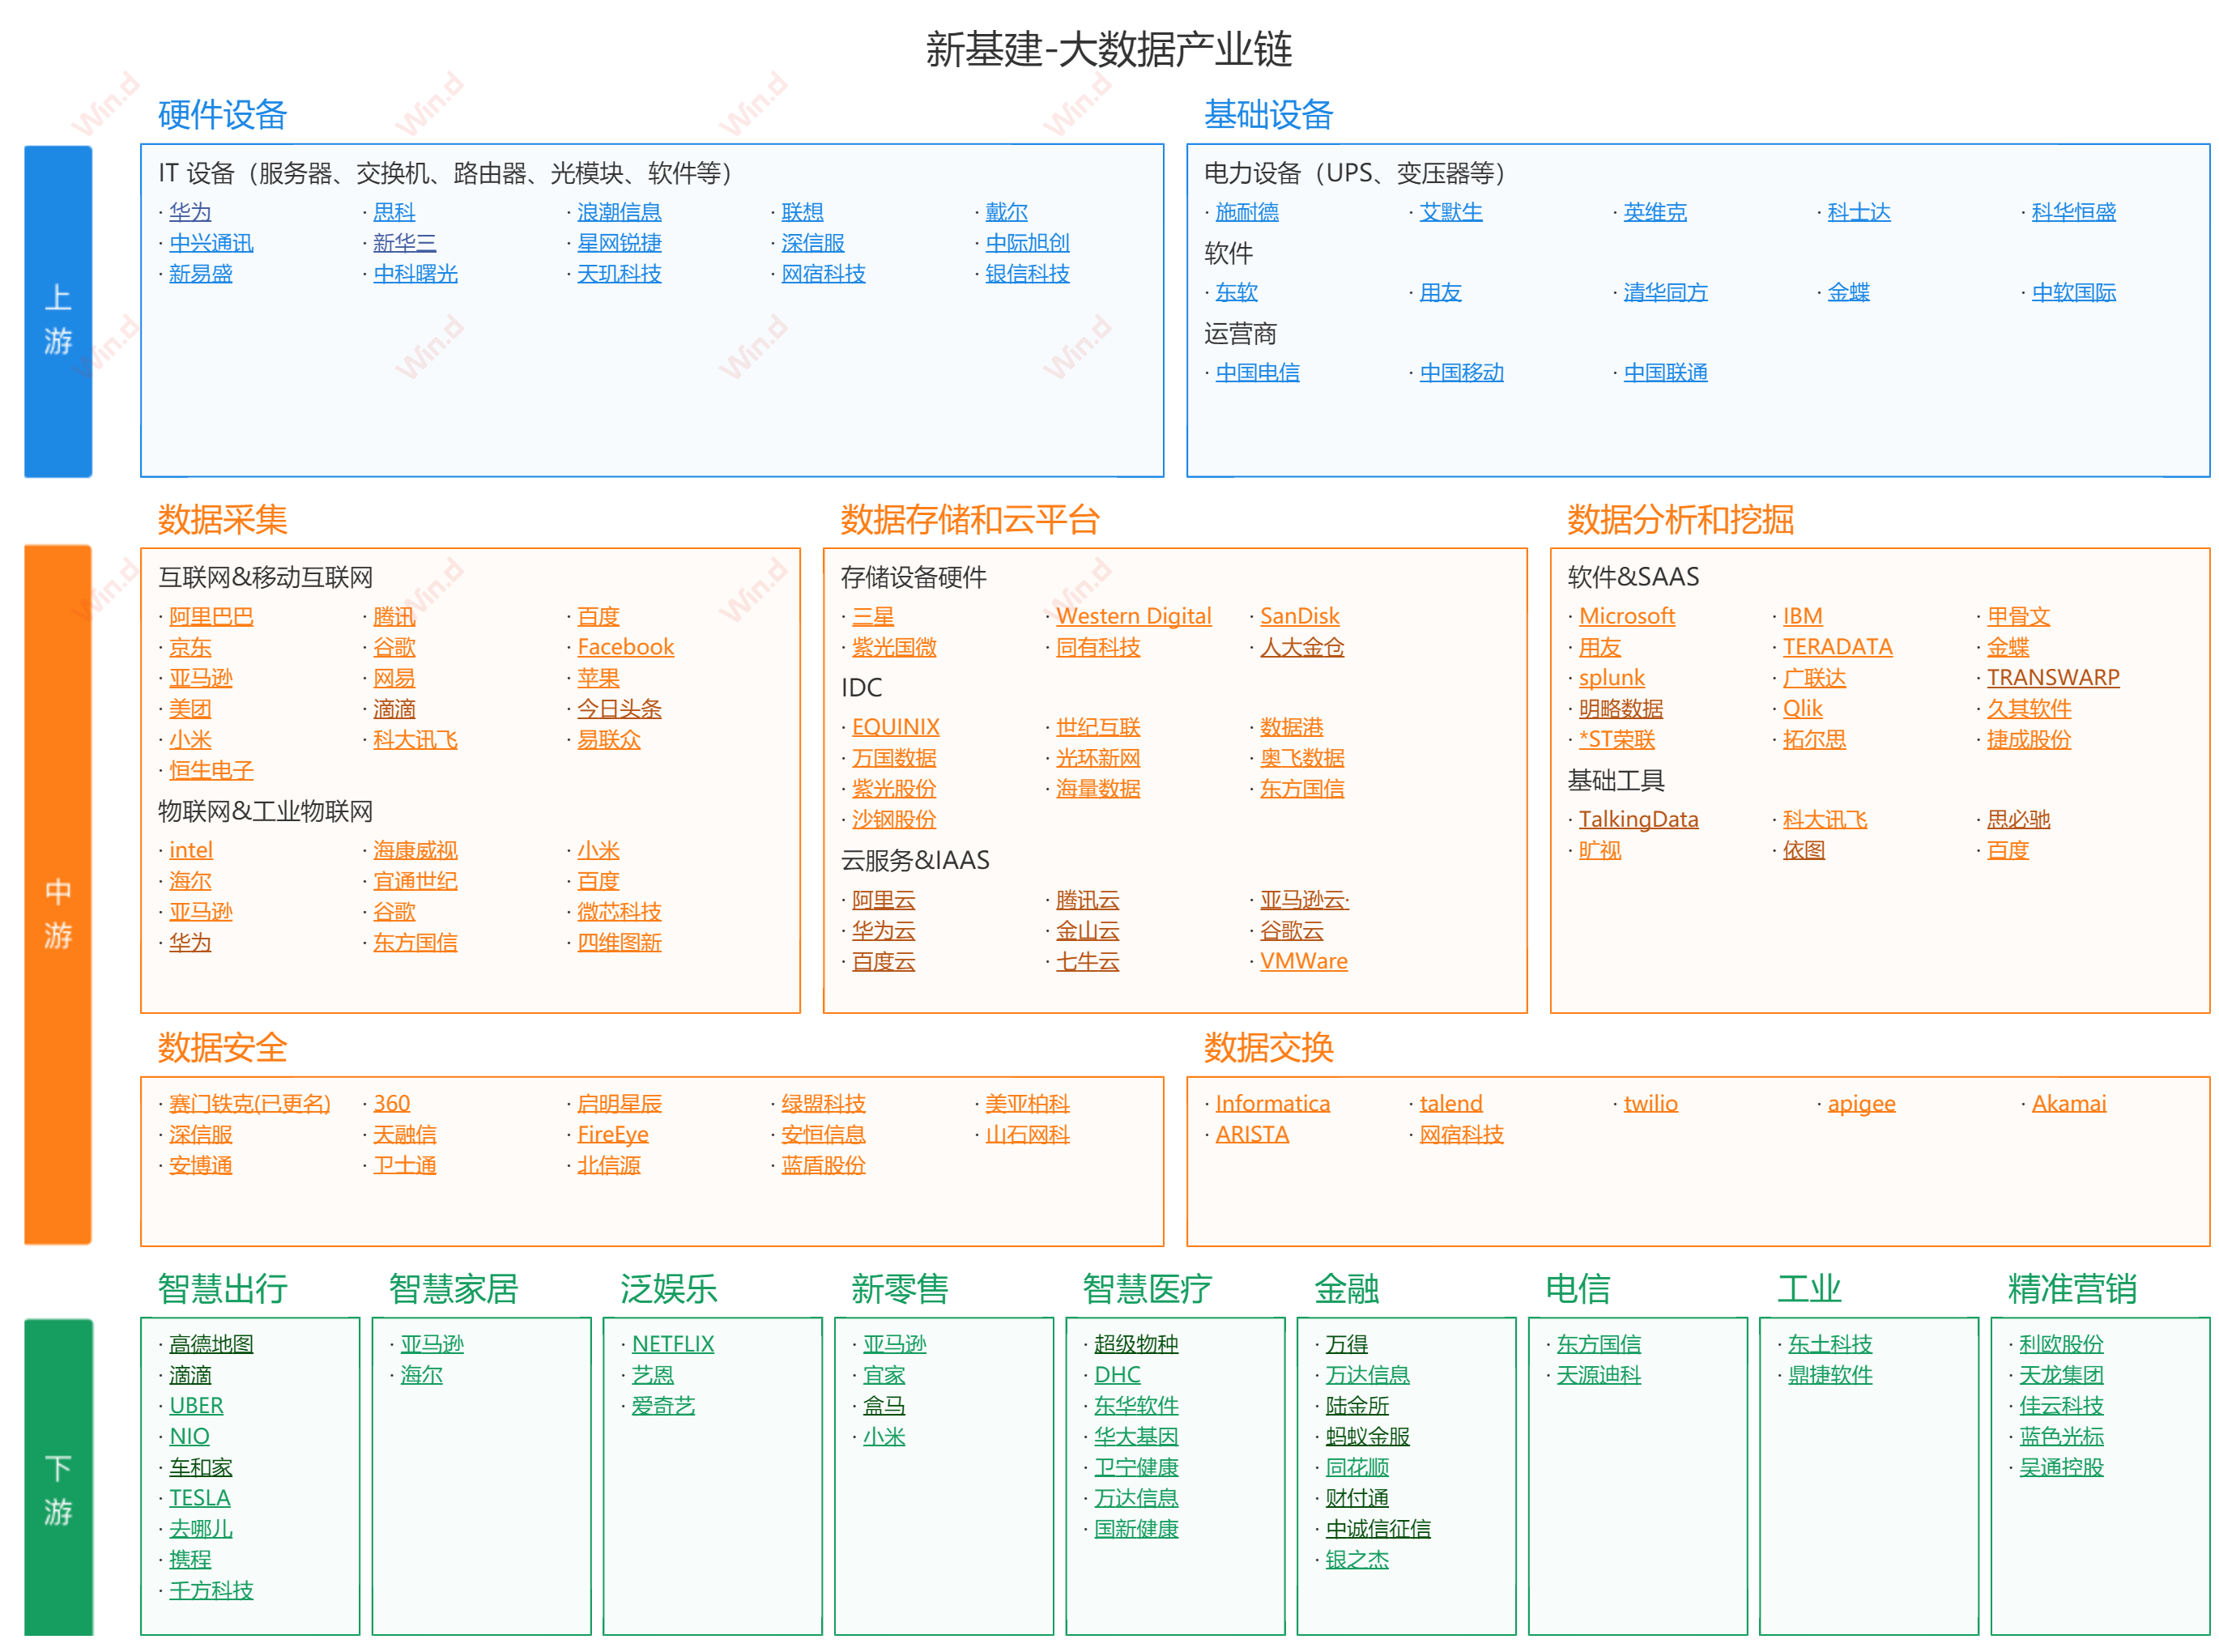 新基建-大数据产业链
硬件设备
IT 设备（服务器、交换机、路由器、光模块、软件等）
· 华为 · 思科 · 浪潮信息 · 联想 · 戴尔
· 中兴通讯 · 新华三 · 星网锐捷 · 深信服 · 中际旭创
· 新易盛 · 中科曙光 · 天玑科技 · 网宿科技 · 银信科技
基础设备
电力设备（UPS、变压器等）
· 施耐德 · 艾默生 · 英维克 · 科士达 · 科华恒盛
软件
· 东软 · 用友 · 清华同方 · 金蝶 · 中软国际
运营商
· 中国电信 · 中国移动 · 中国联通
上游
数据采集
互联网&移动互联网
· 阿里巴巴 · 腾讯 · 百度
· 京东 · 谷歌 · Facebook
· 亚马逊 · 网易 · 苹果
· 美团 · 滴滴 · 今日头条
· 小米 · 科大讯飞 · 易联众
· 恒生电子
物联网&工业物联网
· intel · 海康威视 · 小米
· 海尔 · 宜通世纪 · 百度
· 亚马逊 · 谷歌 · 微芯科技
· 华为 · 东方国信 · 四维图新
数据存储和云平台
存储设备硬件
· 三星 · Western Digital · SanDisk
· 紫光国微 · 同有科技 · 人大金仓
IDC
· EQUINIX · 世纪互联 · 数据港
· 万国数据 · 光环新网 · 奥飞数据
· 紫光股份 · 海量数据 · 东方国信
· 沙钢股份
云服务&IAAS
· 阿里云 · 腾讯云 · 亚马逊云·
· 华为云 · 金山云 · 谷歌云
· 百度云 · 七牛云 · VMWare
数据分析和挖掘
软件&SAAS
· Microsoft · IBM · 甲骨文
· 用友 · TERADATA · 金蝶
· splunk · 广联达 · TRANSWARP
· 明略数据 · Qlik · 久其软件
· *ST荣联 · 拓尔思 · 捷成股份
基础工具
· TalkingData · 科大讯飞 · 思必驰
· 旷视 · 依图 · 百度
中游
数据安全
· 赛门铁克(已更名) · 360 · 启明星辰 · 绿盟科技 · 美亚柏科
· 深信服 · 天融信 · FireEye · 安恒信息 · 山石网科
· 安博通 · 卫士通 · 北信源 · 蓝盾股份
数据交换
· Informatica · talend · twilio · apigee · Akamai
· ARISTA · 网宿科技
下游
智慧出行
· 高德地图
· 滴滴
· UBER
· NIO
· 车和家
· TESLA
· 去哪儿
· 携程
· 千方科技
智慧家居
· 亚马逊
· 海尔
泛娱乐
· NETFLIX
· 艺恩
· 爱奇艺
新零售
· 亚马逊
· 宜家
· 盒马
· 小米
智慧医疗
· 超级物种
· DHC
· 东华软件
· 华大基因
· 卫宁健康
· 万达信息
· 国新健康
金融
· 万得
· 万达信息
· 陆金所
· 蚂蚁金服
· 同花顺
· 财付通
· 中诚信征信
· 银之杰
电信
· 东方国信
· 天源迪科
工业
· 东土科技
· 鼎捷软件
精准营销
· 利欧股份
· 天龙集团
· 佳云科技
· 蓝色光标
· 吴通控股
Win.d
Win.d
Win.d
Win.d
Win.d
Win.d
Win.d
Win.d
Win.d
Win.d
Win.d
Win.d